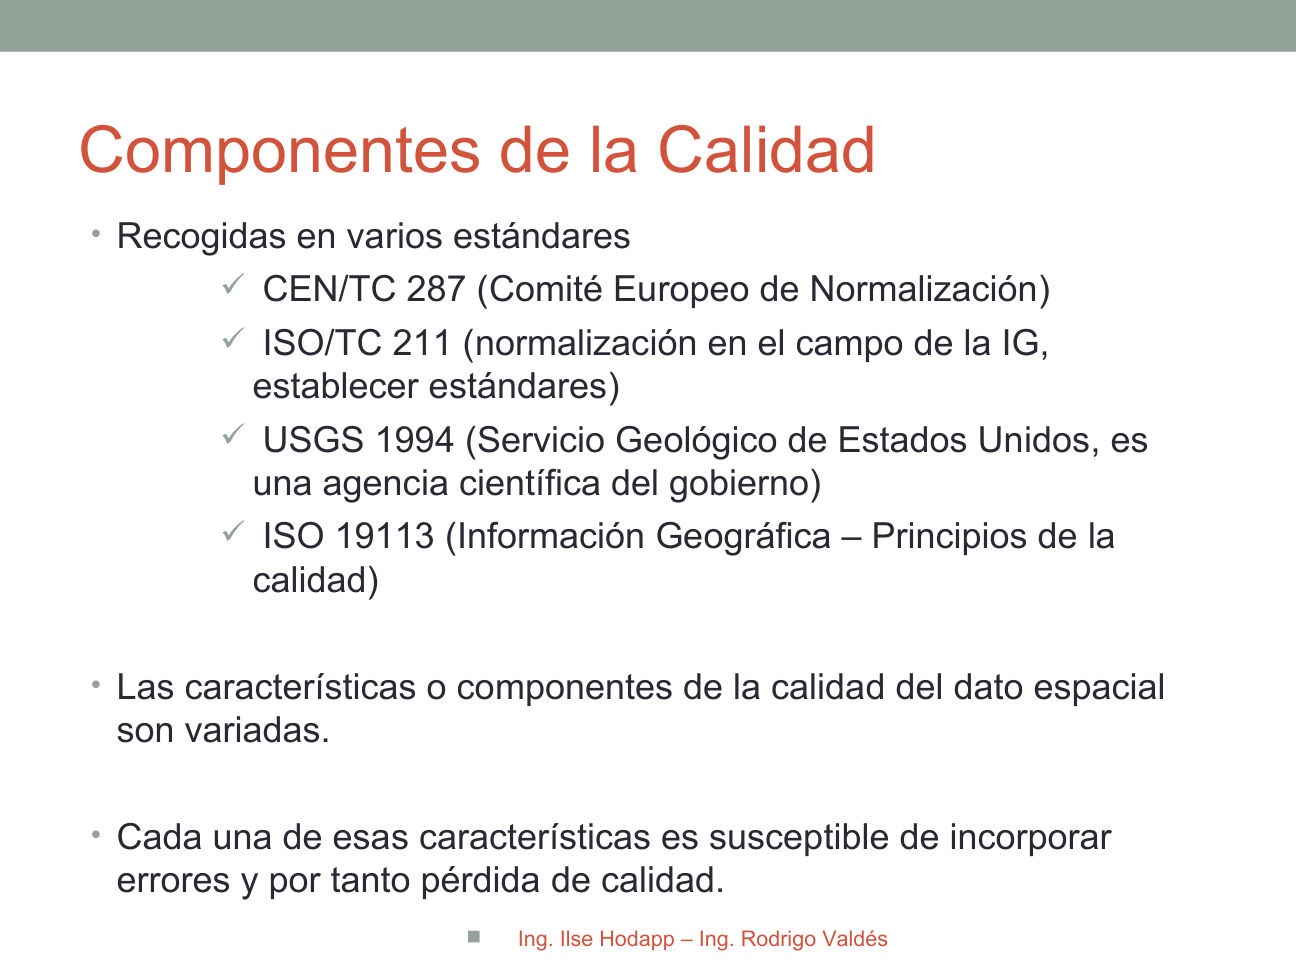 Componentes de la Calidad
• Recogidas en varios estándares
✓ CEN/TC 287 (Comité Europeo de Normalización)
✓ ISO/TC 211 (normalización en el campo de la IG,
establecer estándares)
✓ USGS 1994 (Servicio Geológico de Estados Unidos, es
una agencia científica del gobierno)
✓ ISO 19113 (Información Geográfica – Principios de la
calidad)
• Las características o componentes de la calidad del dato espacial
son variadas.
• Cada una de esas características es susceptible de incorporar
errores y por tanto pérdida de calidad.
■ Ing. Ilse Hodapp – Ing. Rodrigo Valdés